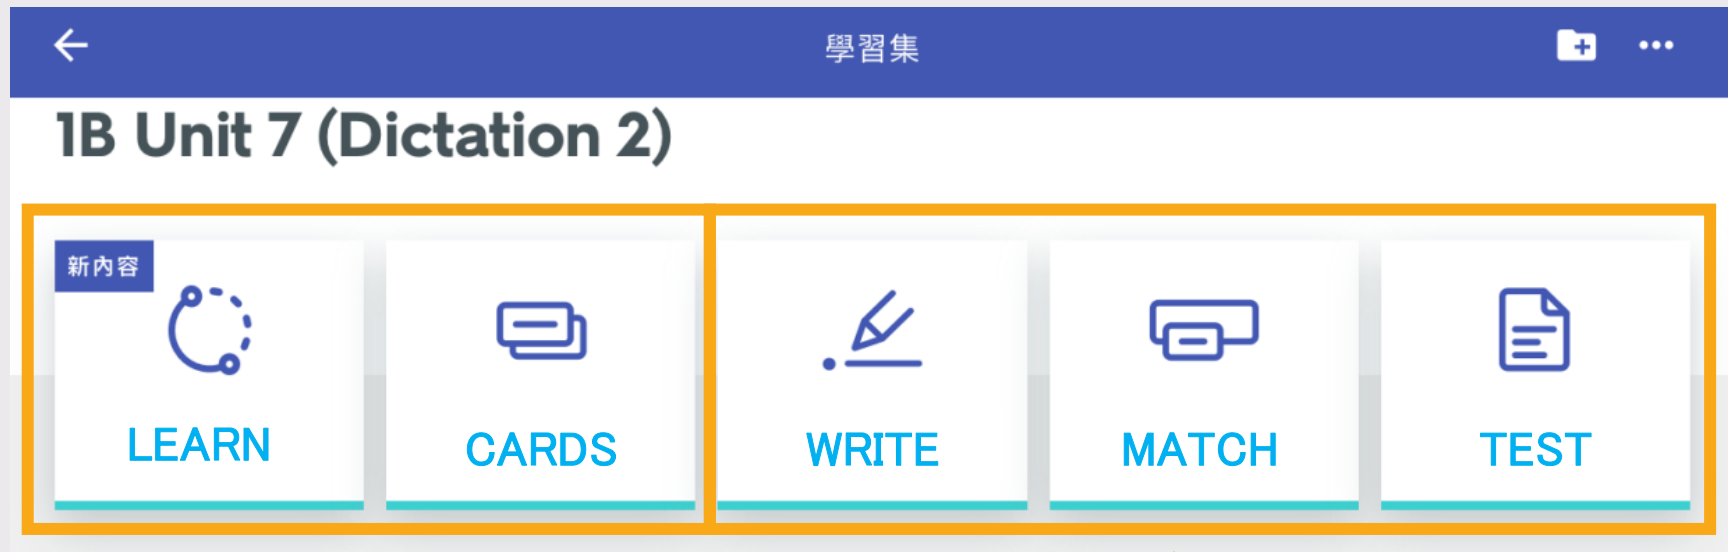 學習集
1B Unit 7 (Dictation 2)
新內容
LEARN
CARDS
WRITE
MATCH
TEST